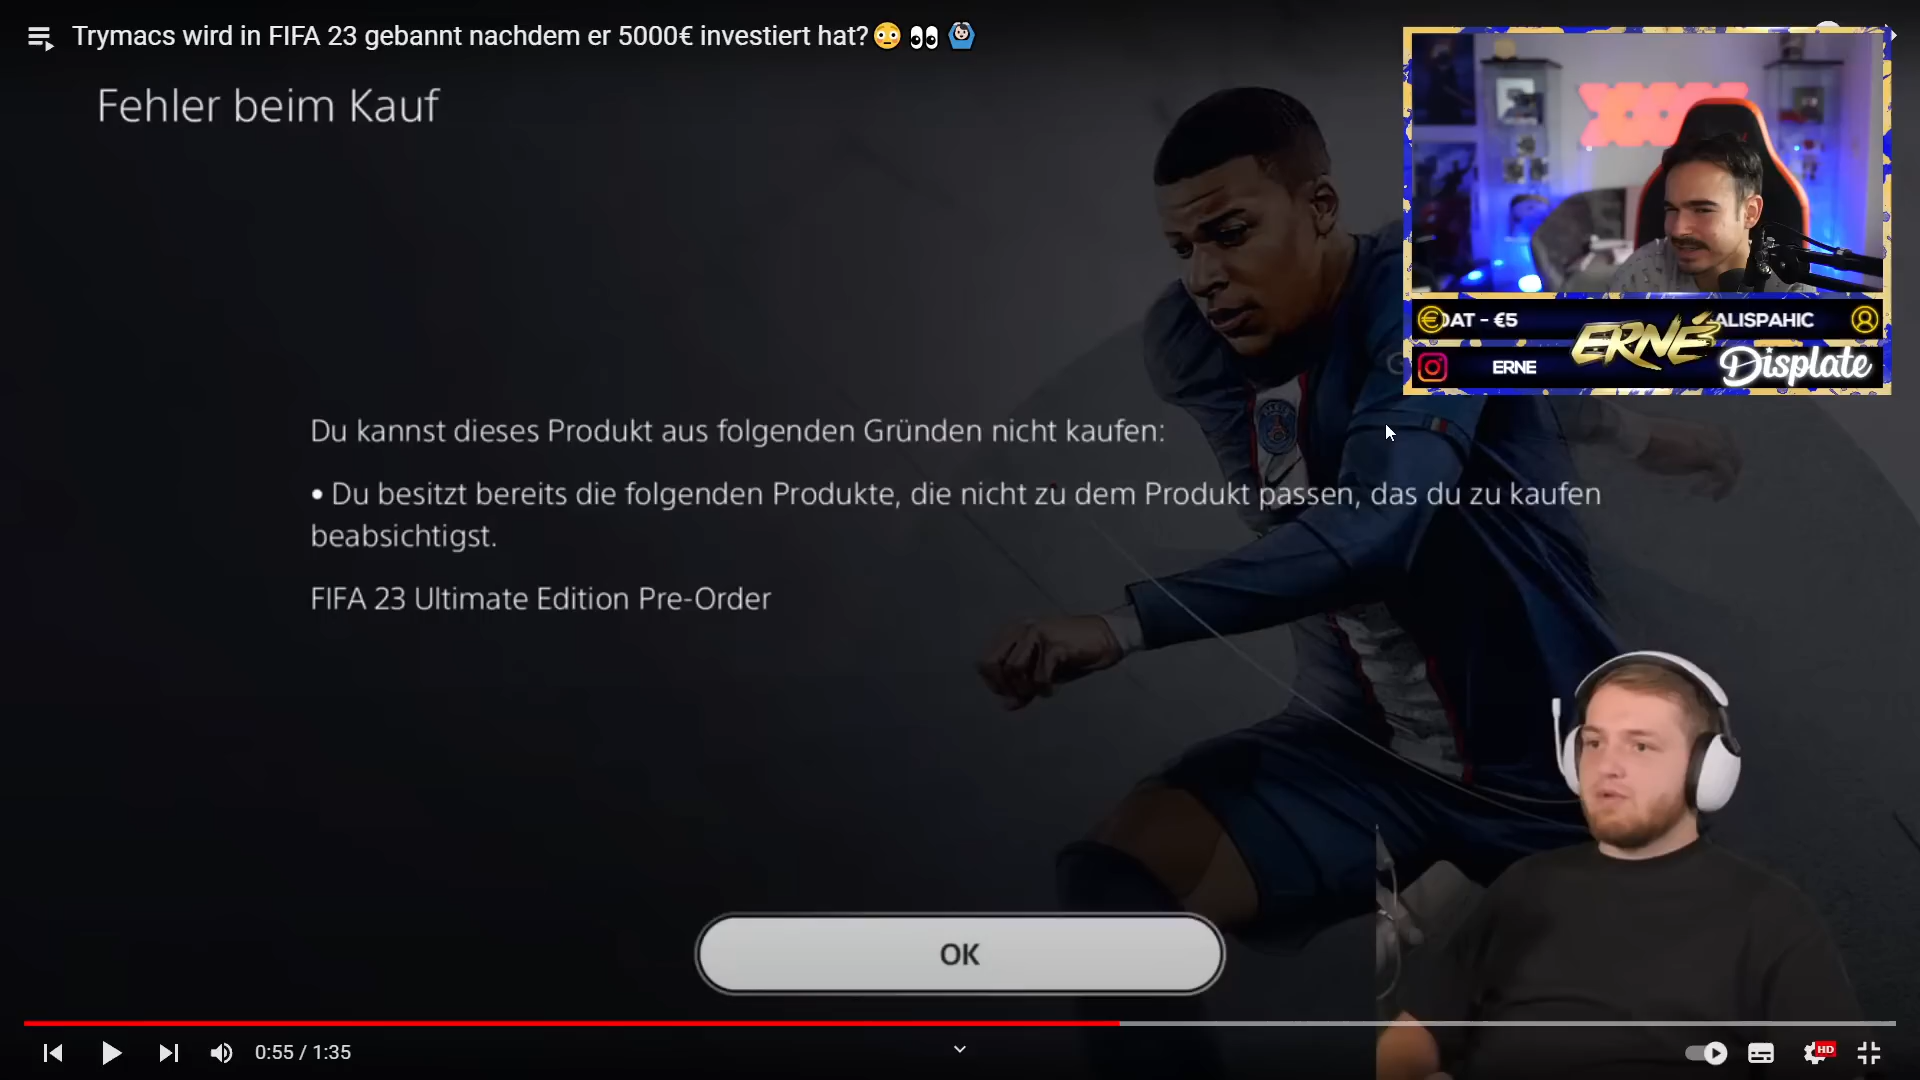 Trymacs wird in FIFA 23 gebannt nachdem er 5000€ investiert hat?😳 👀 🙆🏻‍♂️
Fehler beim Kauf
DAT - €5
ALISPAHIC
ERNÉ
ERNE
Displate
Du kannst dieses Produkt aus folgenden Gründen nicht kaufen:
• Du besitzt bereits die folgenden Produkte, die nicht zu dem Produkt passen, das du zu kaufen
beabsichtigst.
FIFA 23 Ultimate Edition Pre-Order
OK
0:55 / 1:35
HD